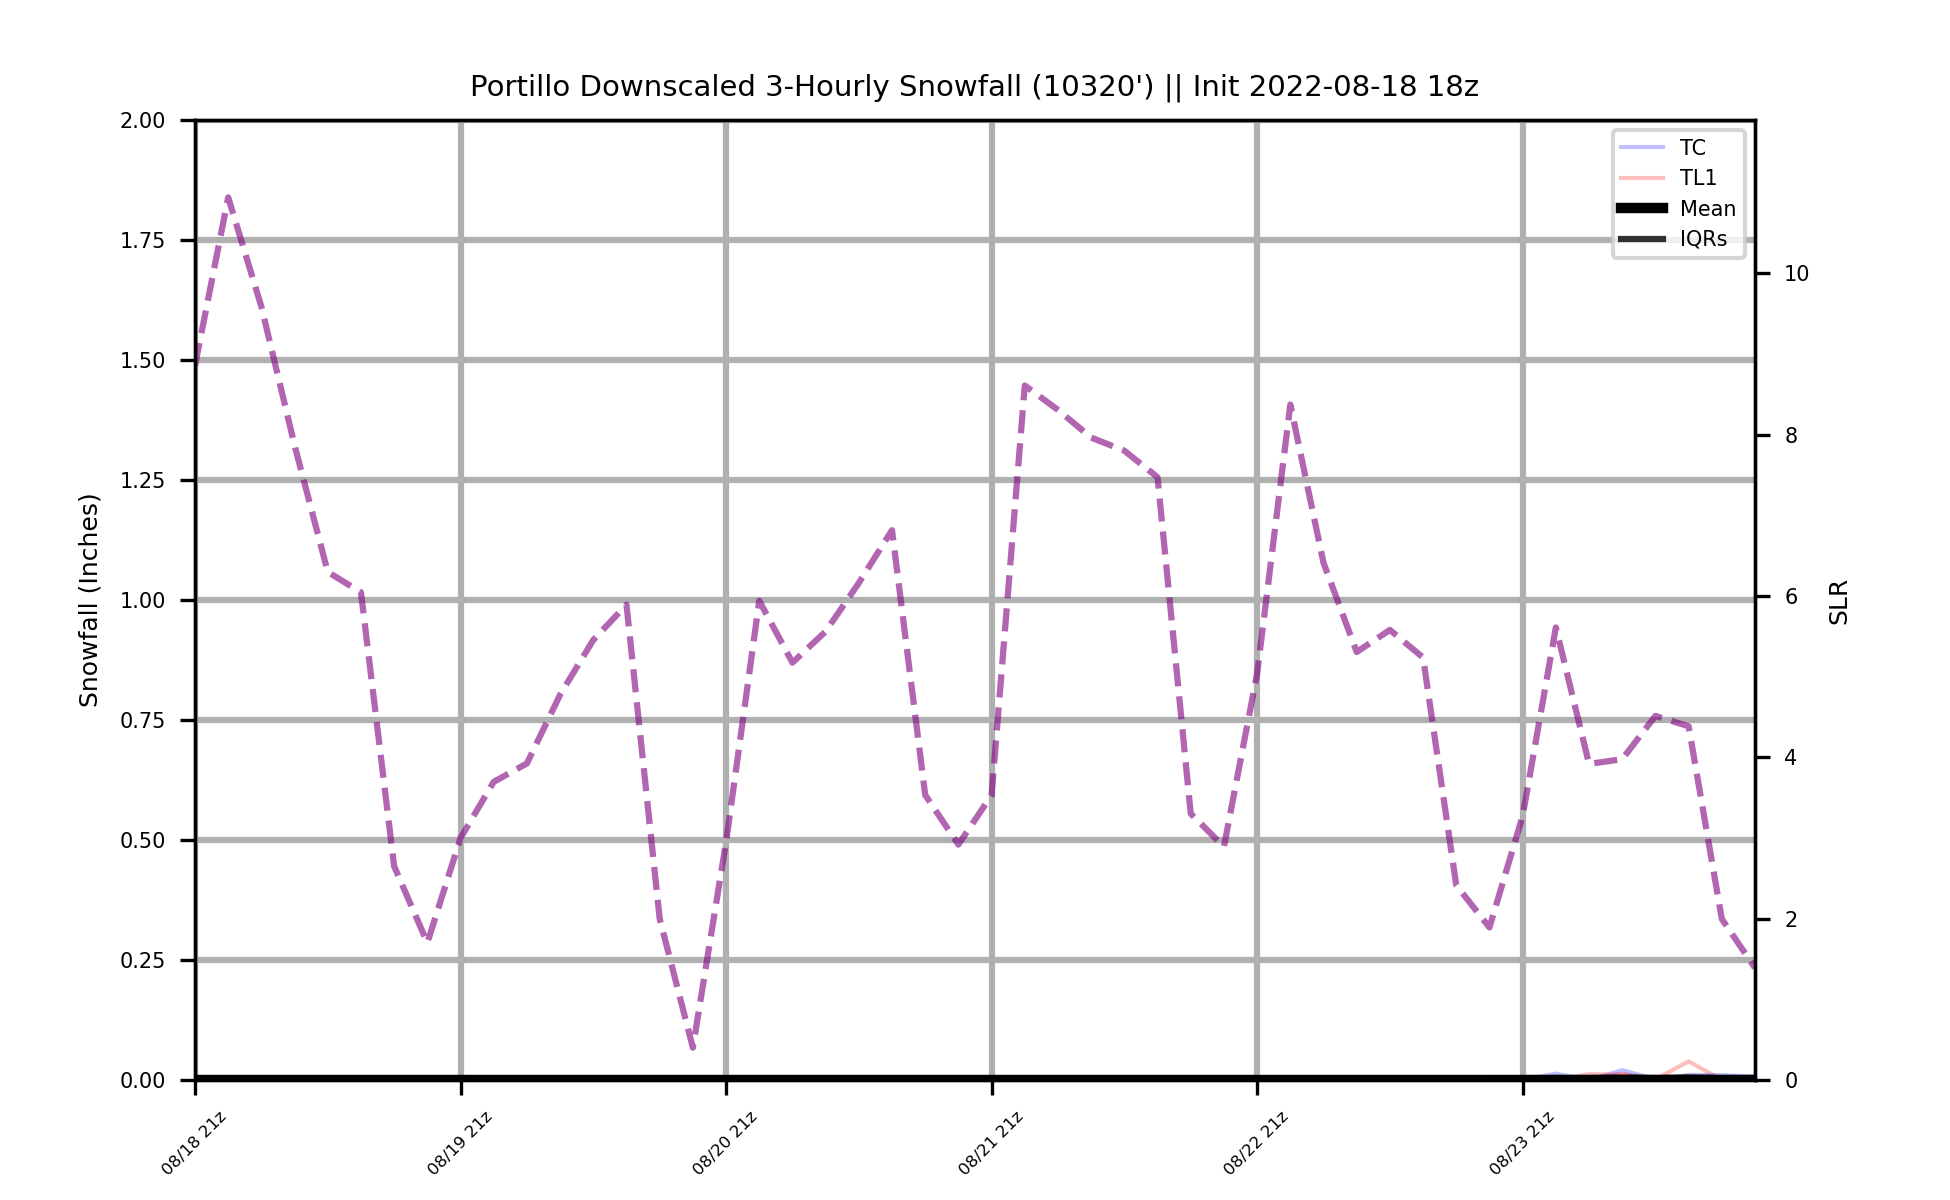 Portillo Downscaled 3-Hourly Snowfall (10320') || Init 2022-08-18 18z
2.00
1.75
1.50
1.25
1.00
0.75
0.50
0.25
0.00
Snowfall (Inches)
TC
TL1
Mean
IQRs
10
8
6
4
2
0
SLR
08/18 21z
08/19 21z
08/20 21z
08/21 21z
08/22 21z
08/23 21z